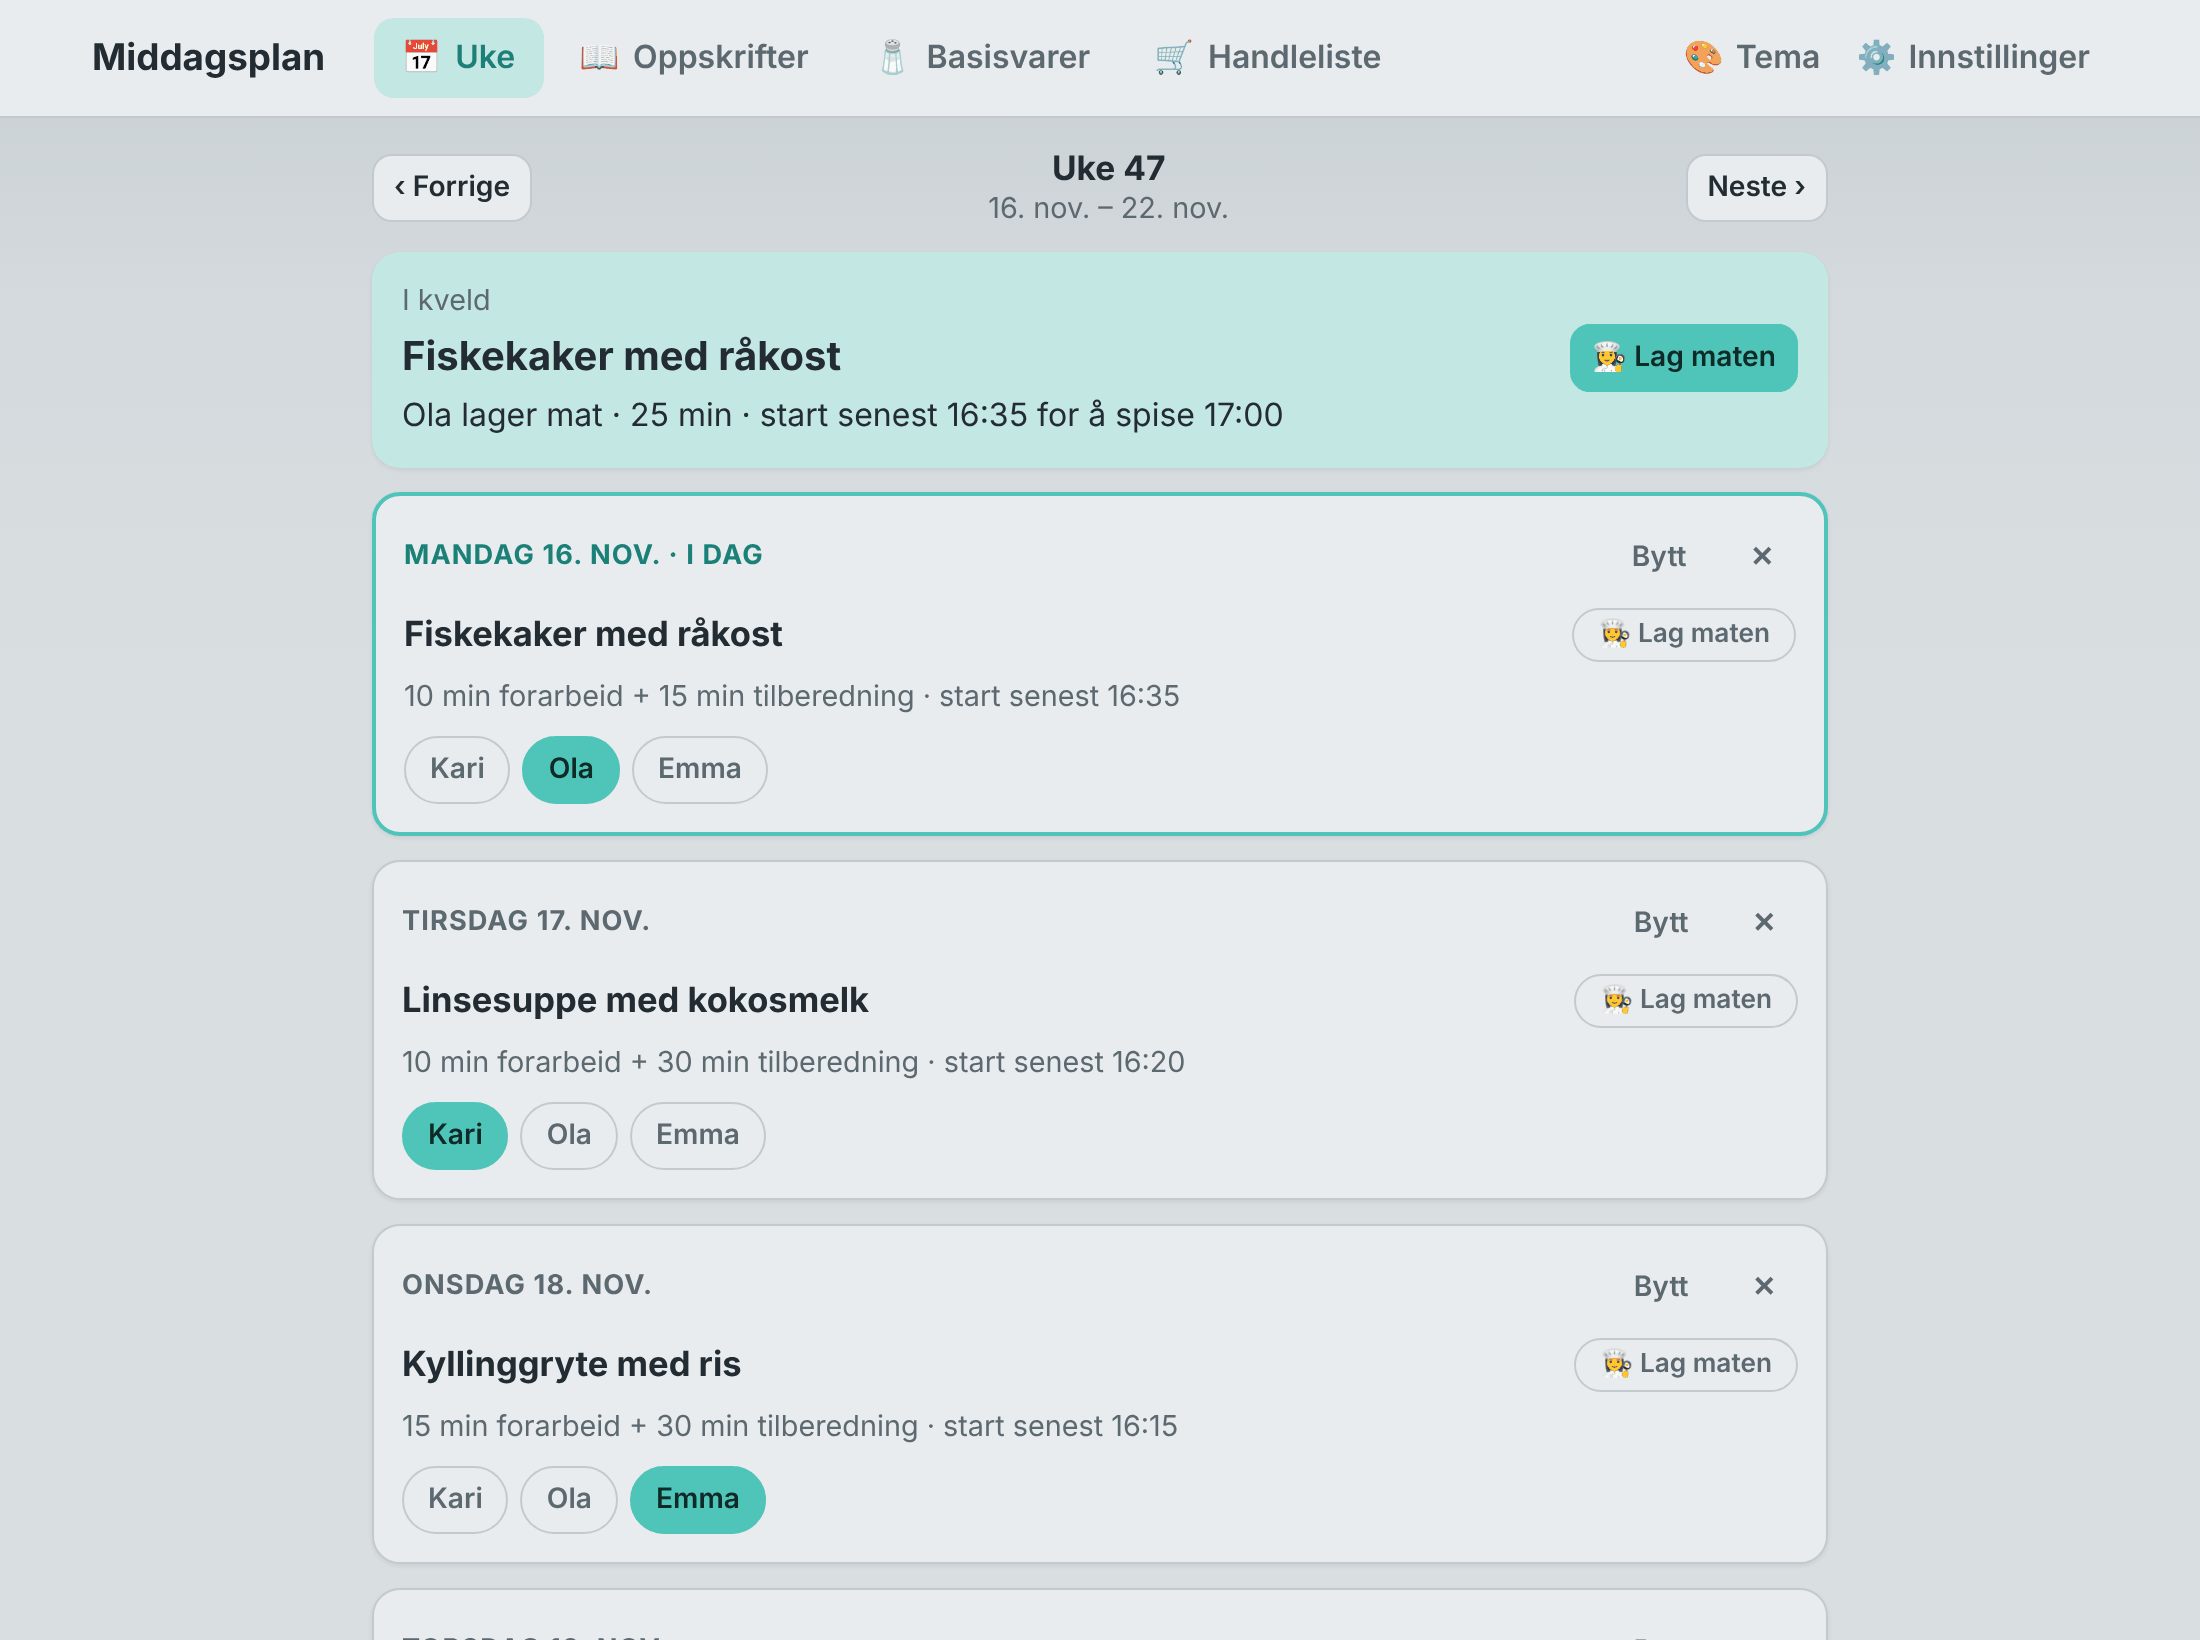 Middagsplan Uke Oppskrifter Basisvarer Handleliste Tema Innstillinger
‹ Forrige
Uke 47
16. nov. – 22. nov.
Neste ›
I kveld
Fiskekaker med råkost
Lag maten
Ola lager mat · 25 min · start senest 16:35 for å spise 17:00
MANDAG 16. NOV. · I DAG Bytt ×
Fiskekaker med råkost Lag maten
10 min forarbeid + 15 min tilberedning · start senest 16:35
Kari Ola Emma
TIRSDAG 17. NOV. Bytt ×
Linsesuppe med kokosmelk Lag maten
10 min forarbeid + 30 min tilberedning · start senest 16:20
Kari Ola Emma
ONSDAG 18. NOV. Bytt ×
Kyllinggryte med ris Lag maten
15 min forarbeid + 30 min tilberedning · start senest 16:15
Kari Ola Emma